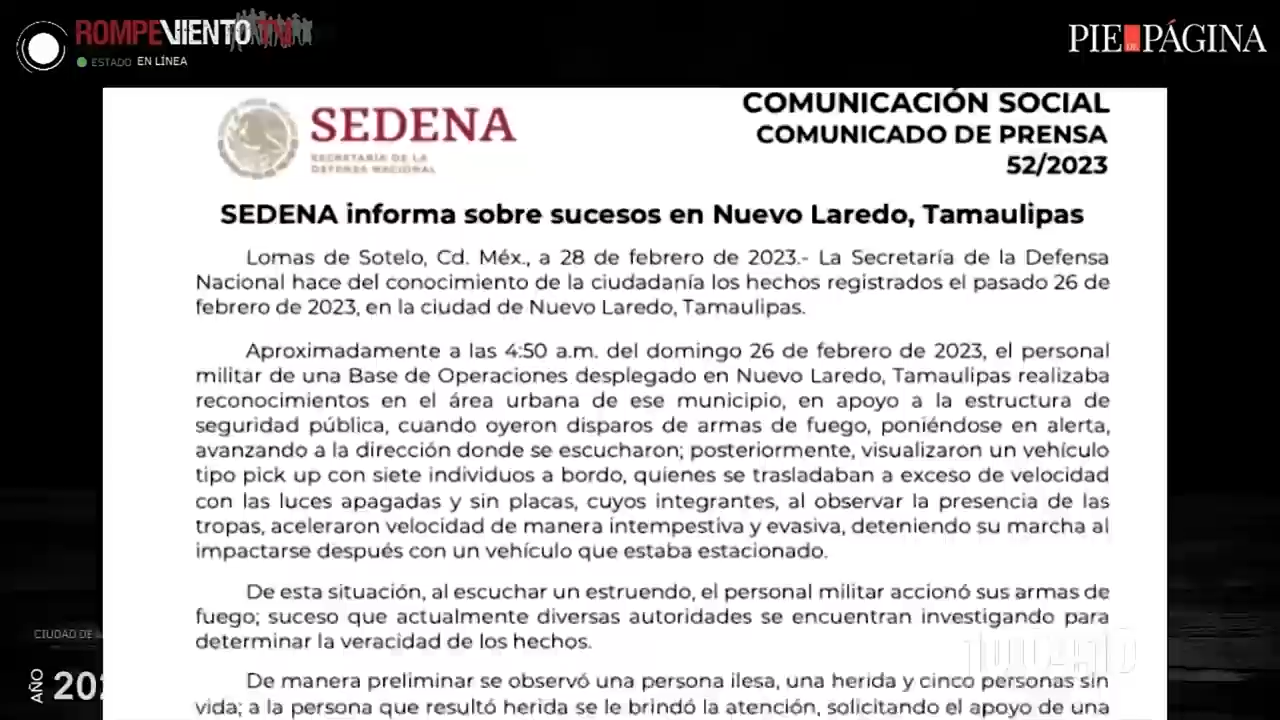 ROMPEVIENTO TV
ESTADO EN LÍNEA
PIE DE PÁGINA
SEDENA
SECRETARÍA DE LA
DEFENSA NACIONAL
COMUNICACIÓN SOCIAL
COMUNICADO DE PRENSA
52/2023
SEDENA informa sobre sucesos en Nuevo Laredo, Tamaulipas
Lomas de Sotelo, Cd. Méx., a 28 de febrero de 2023.- La Secretaría de la Defensa
Nacional hace del conocimiento de la ciudadanía los hechos registrados el pasado 26 de
febrero de 2023, en la ciudad de Nuevo Laredo, Tamaulipas.
Aproximadamente a las 4:50 a.m. del domingo 26 de febrero de 2023, el personal
militar de una Base de Operaciones desplegado en Nuevo Laredo, Tamaulipas realizaba
reconocimientos en el área urbana de ese municipio, en apoyo a la estructura de
seguridad pública, cuando oyeron disparos de armas de fuego, poniéndose en alerta,
avanzando a la dirección donde se escucharon; posteriormente, visualizaron un vehículo
tipo pick up con siete individuos a bordo, quienes se trasladaban a exceso de velocidad
con las luces apagadas y sin placas, cuyos integrantes, al observar la presencia de las
tropas, aceleraron velocidad de manera intempestiva y evasiva, deteniendo su marcha al
impactarse después con un vehículo que estaba estacionado.
De esta situación, al escuchar un estruendo, el personal militar accionó sus armas de
fuego; suceso que actualmente diversas autoridades se encuentran investigando para
determinar la veracidad de los hechos.
De manera preliminar se observó una persona ilesa, una herida y cinco personas sin
vida; a la persona que resultó herida se le brindó la atención, solicitando el apoyo de una
CIUDAD DE
AÑO 202